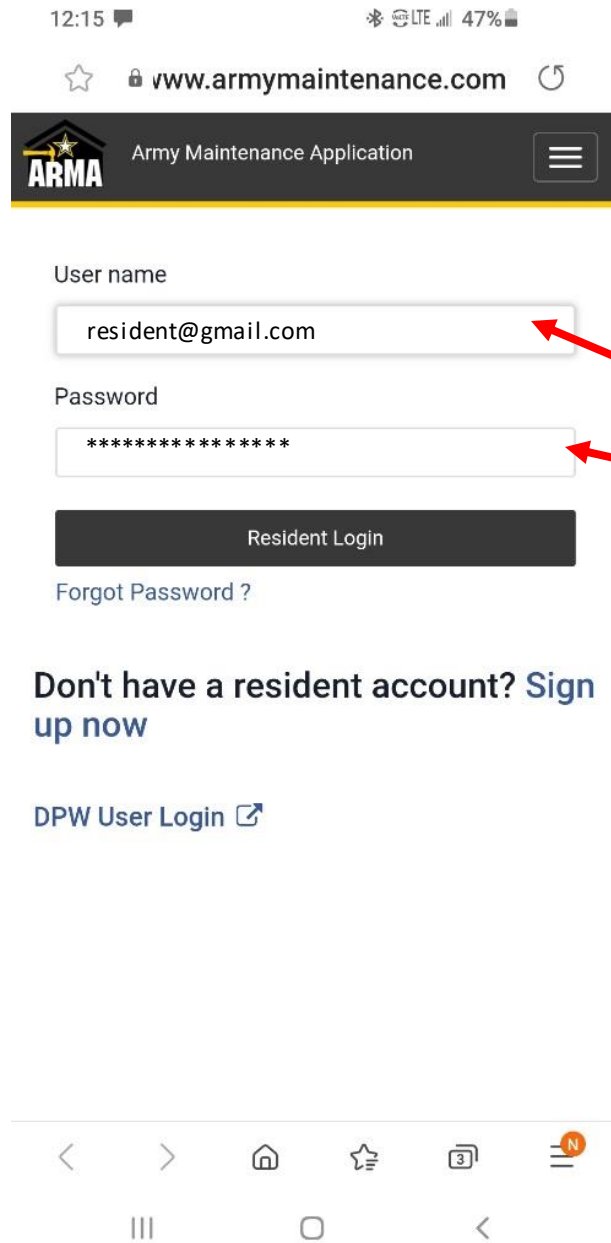 12:15 LTE 47%
www.armymaintenance.com
ARMA Army Maintenance Application
User name
resident@gmail.com
Password
*****************
Resident Login
Forgot Password ?
Don't have a resident account? Sign
up now
DPW User Login
3 N